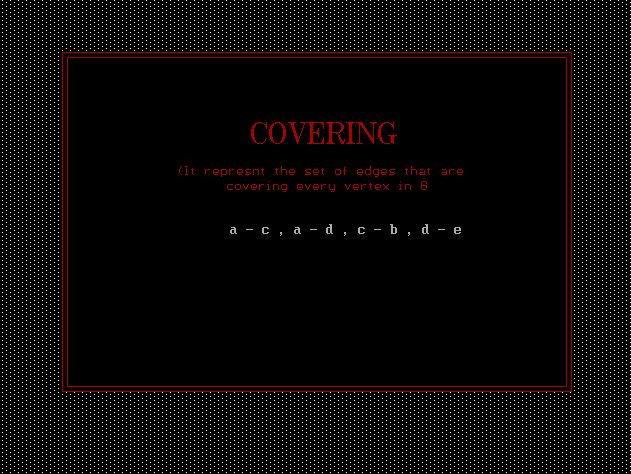 COVERING
(It represnt the set of edges that are
covering every vertex in G
a - c , a - d , c - b , d - e